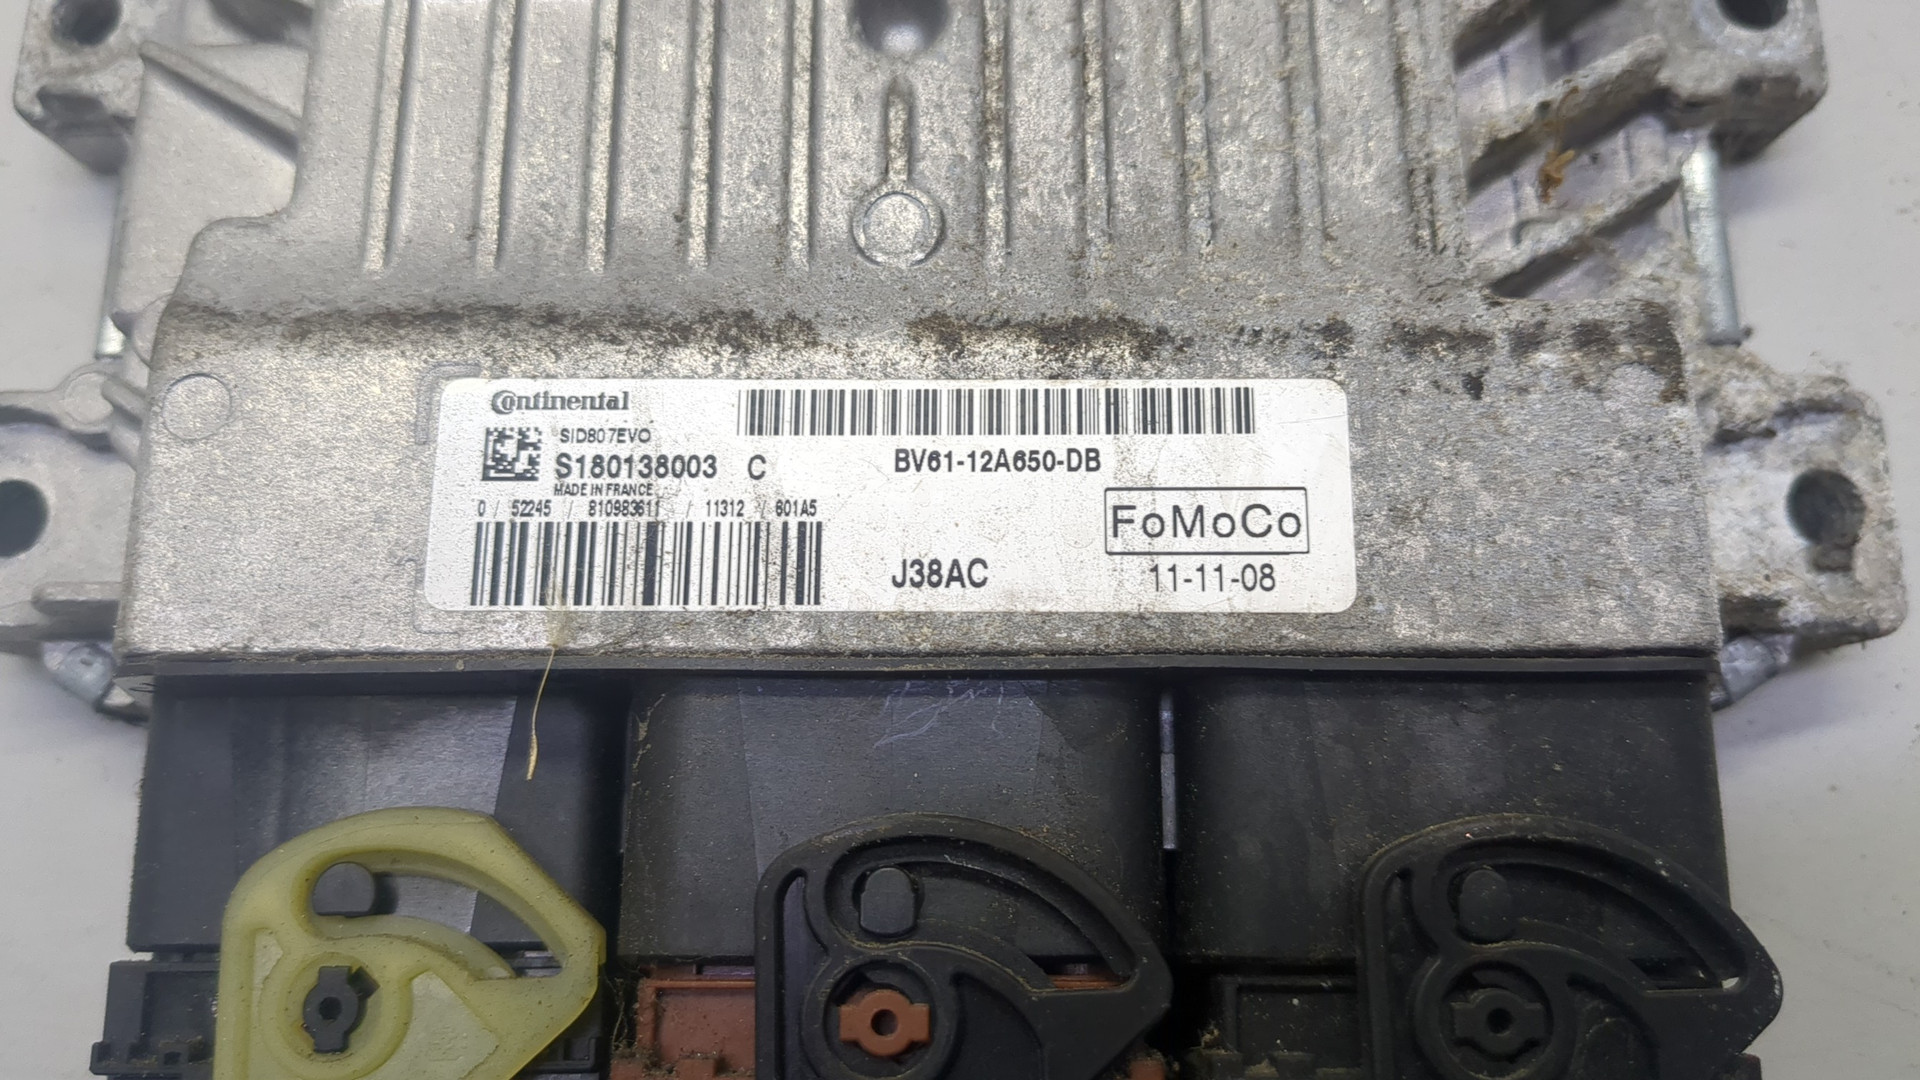 Continental
SID807EVO
S180138003 C
MADE IN FRANCE
0 / 52245 / 810983611 / 11312 / 601A5
BV61-12A650-DB
FoMoCo
J38AC
11-11-08